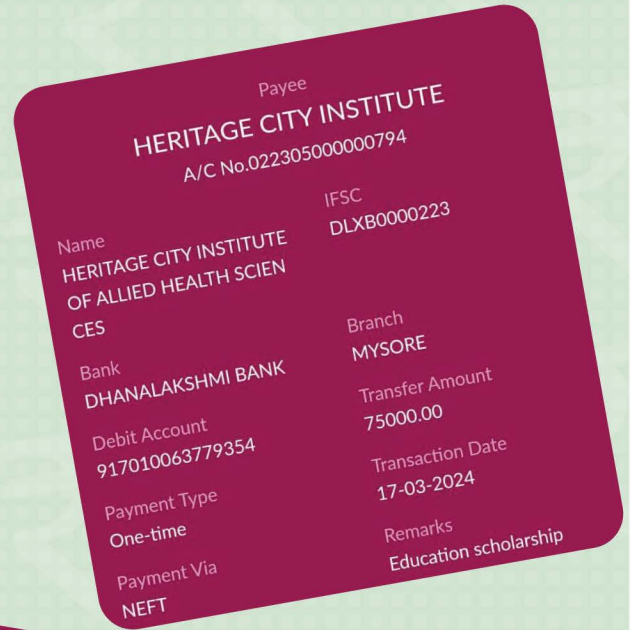 Payee
HERITAGE CITY INSTITUTE
A/C No.022305000000794
Name
HERITAGE CITY INSTITUTE
OF ALLIED HEALTH SCIEN
CES
IFSC
DLXB0000223
Bank
DHANALAKSHMI BANK
Branch
MYSORE
Debit Account
917010063779354
Transfer Amount
75000.00
Payment Type
One-time
Transaction Date
17-03-2024
Payment Via
NEFT
Remarks
Education scholarship